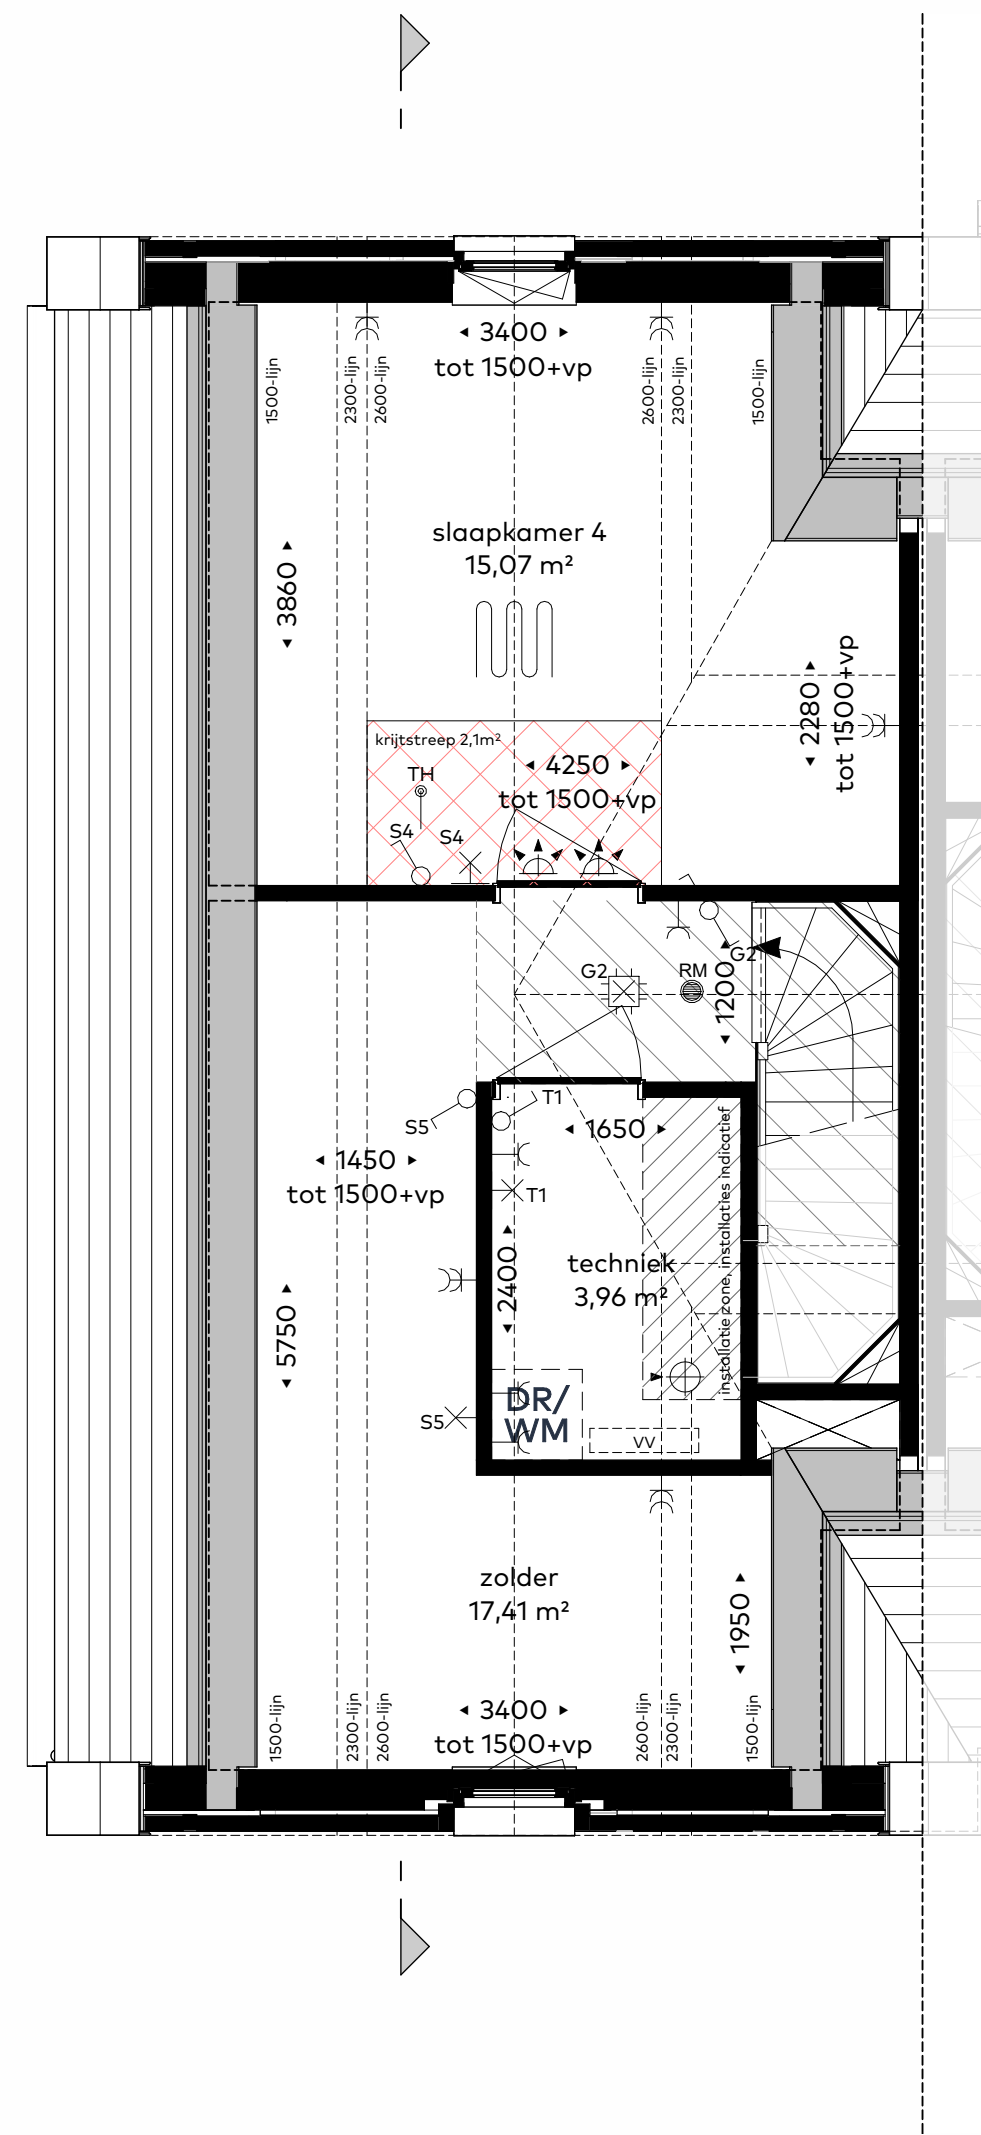 3400
tot 1500+vp
1500-lijn
2300-lijn
2600-lijn
2600-lijn
2300-lijn
1500-lijn
slaapkamer 4
15,07 m²
3860
2280
tot 1500+vp
krijtstreep 2,1m²
TH
4250
tot 1500+vp
S4
S4
G2
G2
RM
1200
T1
S5
1650
1450
tot 1500+vp
T1
techniek
3,96 m²
2400
installatie zone, installaties indicatief
5750
DR/
WM
S5
VV
zolder
17,41 m²
1950
1500-lijn
2300-lijn
2600-lijn
2600-lijn
2300-lijn
1500-lijn
3400
tot 1500+vp